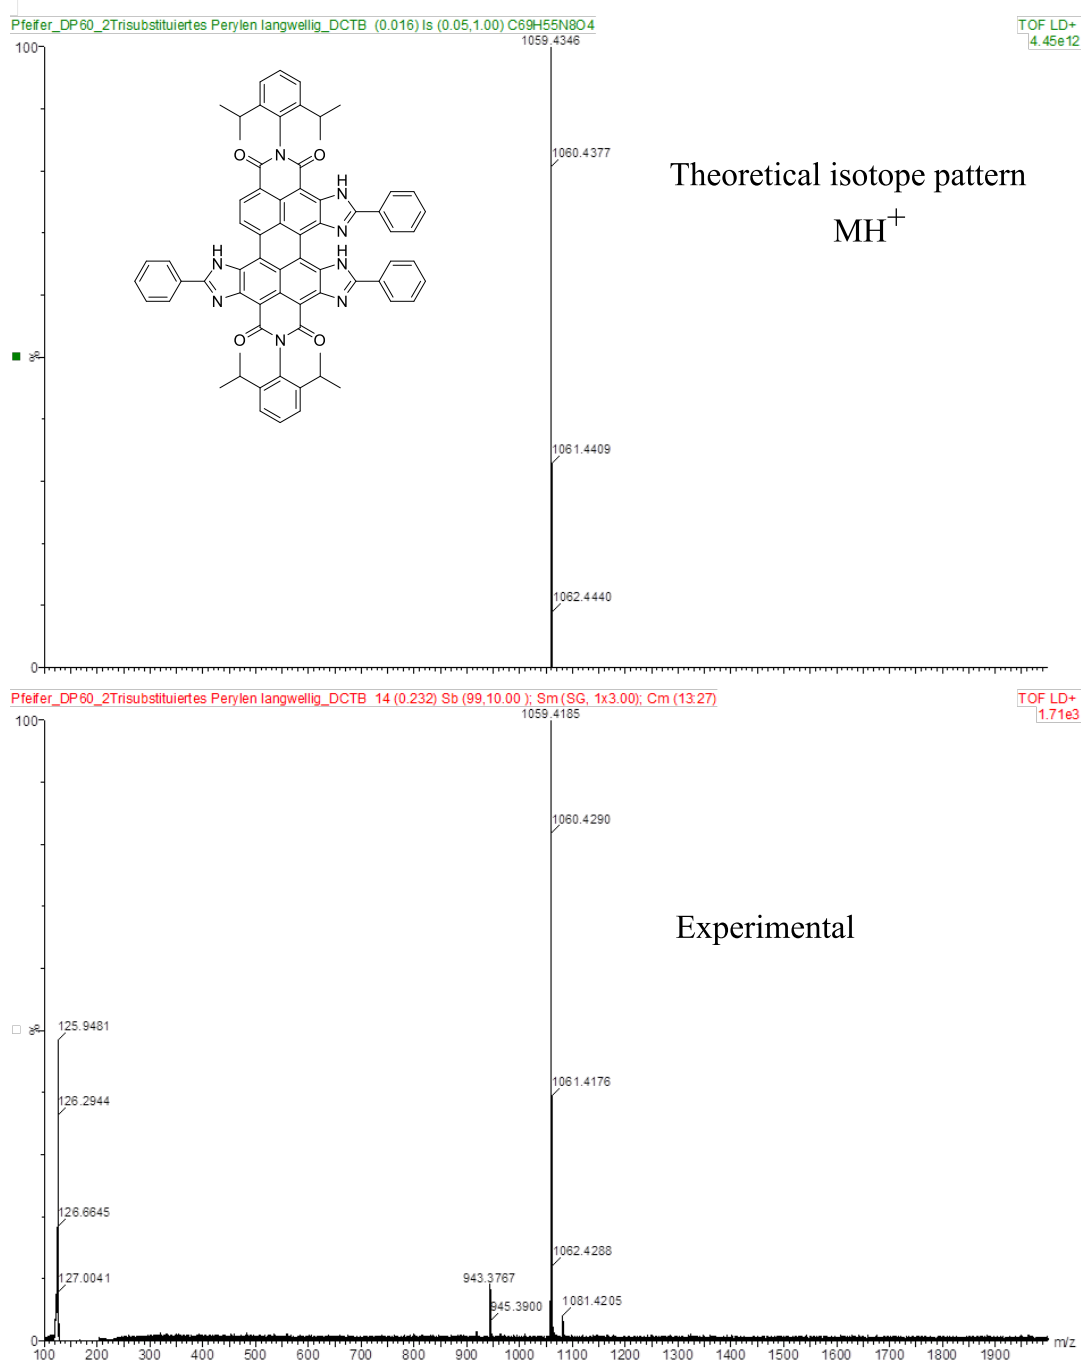 Pfeifer_DP60_2Trisubstituiertes Perylen langwellig_DCTB (0.016) Is (0.05,1.00) C69H55N8O4
TOF LD+
4.45e12
1059.4346
100
1060.4377
Theoretical isotope pattern
MH+
O N O
H
N
N
H
N
N
H
N
N
O N O
%
1061.4409
1062.4440
0
Pfeifer_DP60_2Trisubstituiertes Perylen langwellig_DCTB 14 (0.232) Sb (99,10.00 ); Sm (SG, 1x3.00); Cm (13:27)
TOF LD+
1.71e3
1059.4185
100
1060.4290
Experimental
%
125.9481
1061.4176
126.2944
126.6645
1062.4288
127.0041
943.3767
945.3900
1081.4205
0
100 200 300 400 500 600 700 800 900 1000 1100 1200 1300 1400 1500 1600 1700 1800 1900 m/z